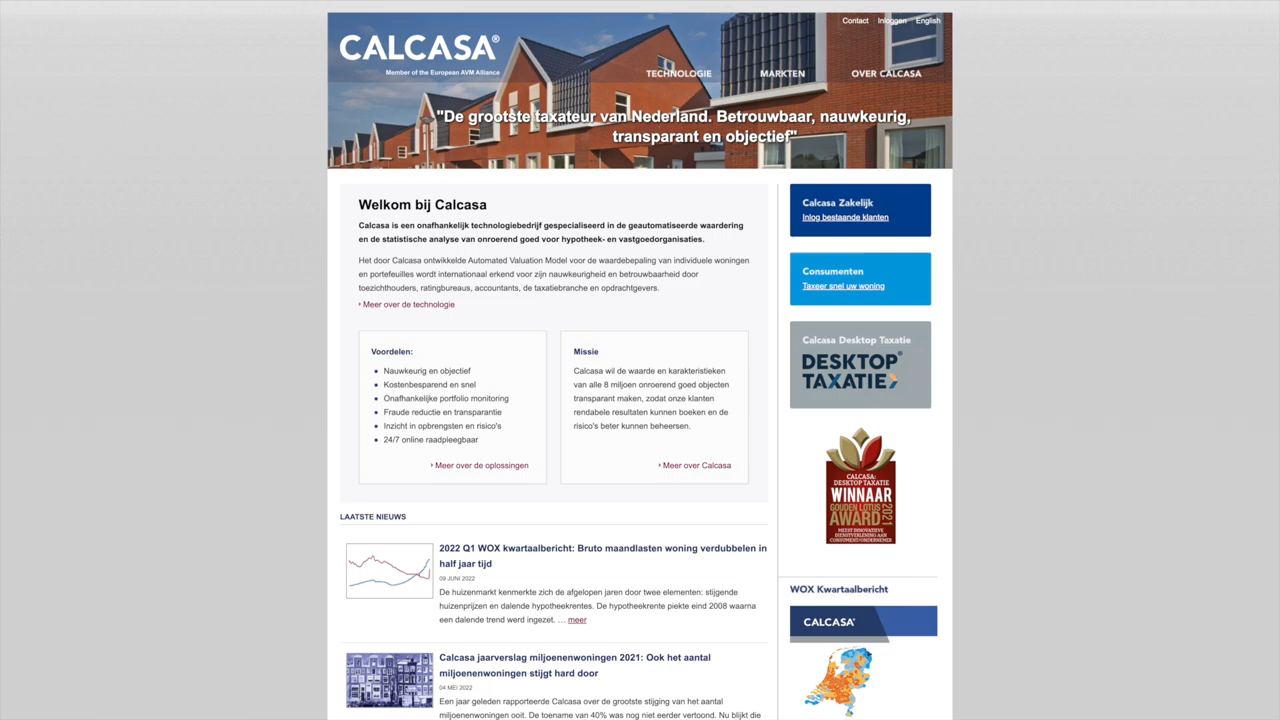 Contact Inloggen English
CALCASA®
Member of the European AVM Alliance
TECHNOLOGIE MARKTEN OVER CALCASA
"De grootste taxateur van Nederland. Betrouwbaar, nauwkeurig,
transparant en objectief"
Welkom bij Calcasa
Calcasa is een onafhankelijk technologiebedrijf gespecialiseerd in de geautomatiseerde waardering
en de statistische analyse van onroerend goed voor hypotheek- en vastgoedorganisaties.
Het door Calcasa ontwikkelde Automated Valuation Model voor de waardebepaling van individuele woningen
en portefeuilles wordt internationaal erkend voor zijn nauwkeurigheid en betrouwbaarheid door
toezichthouders, ratingbureaus, accountants, de taxatiebranche en opdrachtgevers.
Meer over de technologie
Voordelen:
Nauwkeurig en objectief
Kostenbesparend en snel
Onafhankelijke portfolio monitoring
Fraude reductie en transparantie
Inzicht in opbrengsten en risico's
24/7 online raadpleegbaar
Meer over de oplossingen
Missie
Calcasa wil de waarde en karakteristieken
van alle 8 miljoen onroerend goed objecten
transparant maken, zodat onze klanten
rendabele resultaten kunnen boeken en de
risico's beter kunnen beheersen.
Meer over Calcasa
LAATSTE NIEUWS
2022 Q1 WOX kwartaalbericht: Bruto maandlasten woning verdubbelen in
half jaar tijd
09 JUNI 2022
De huizenmarkt kenmerkte zich de afgelopen jaren door twee elementen: stijgende
huizenprijzen en dalende hypotheekrentes. De hypotheekrente piekte eind 2008 waarna
een dalende trend werd ingezet. … meer
Calcasa jaarverslag miljoenenwoningen 2021: Ook het aantal
miljoenenwoningen stijgt hard door
04 MEI 2022
Een jaar geleden rapporteerde Calcasa over de grootste stijging van het aantal
miljoenenwoningen ooit. De toename van 40% was nog niet eerder vertoond. Nu blijkt die
Calcasa Zakelijk
Inlog bestaande klanten
Consumenten
Taxeer snel uw woning
Calcasa Desktop Taxatie
DESKTOP®
TAXATIE
CALCASA:
DESKTOP TAXATIE
WINNAAR
GOUDEN LOTUS
AWARD 2021
MEEST INNOVATIEVE
DIENSTVERLENING AAN
CONSUMENT/ONDERNEMER
WOX Kwartaalbericht
CALCASA®